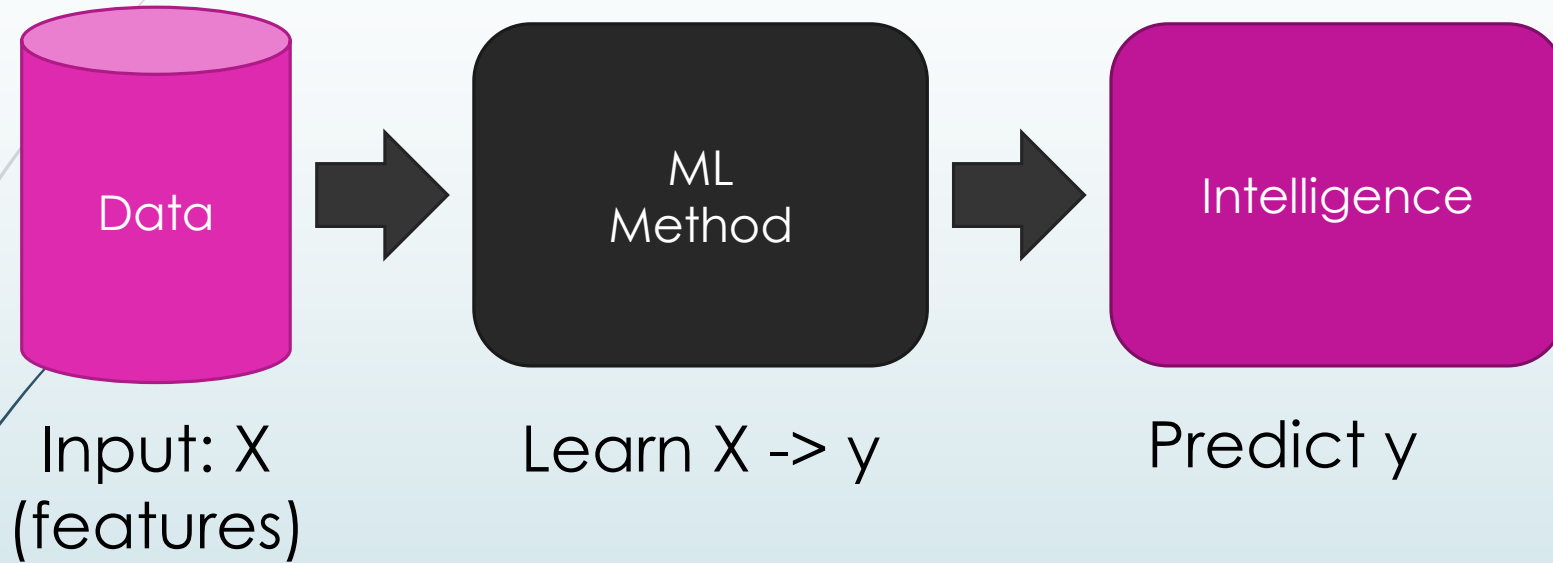 Data
ML
Method
Intelligence
Input: X
(features)
Learn X -> y
Predict y